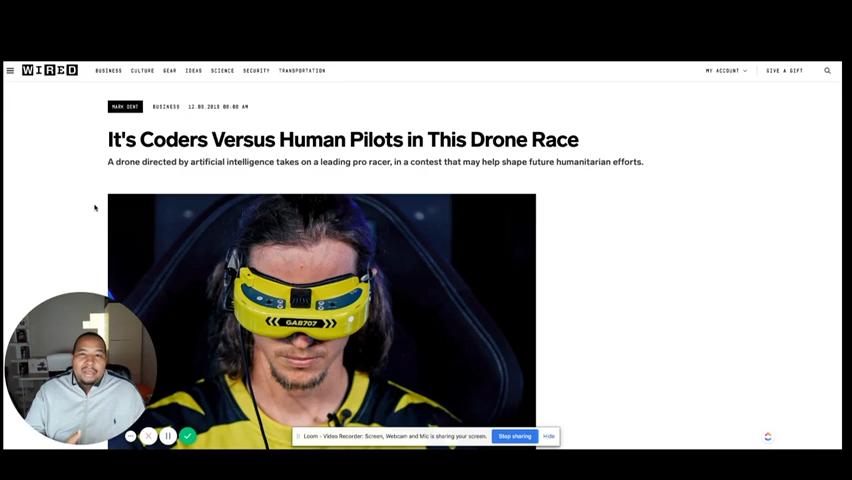 WIRED
BUSINESS CULTURE GEAR IDEAS SCIENCE SECURITY TRANSPORTATION
MY ACCOUNT GIVE A GIFT
MARK DENT BUSINESS 12.08.2019 08:00 AM
It's Coders Versus Human Pilots in This Drone Race
A drone directed by artificial intelligence takes on a leading pro racer, in a contest that may help shape future humanitarian efforts.
GAB707
Loom – Video Recorder: Screen, Webcam and Mic is sharing your screen. Stop sharing Hide